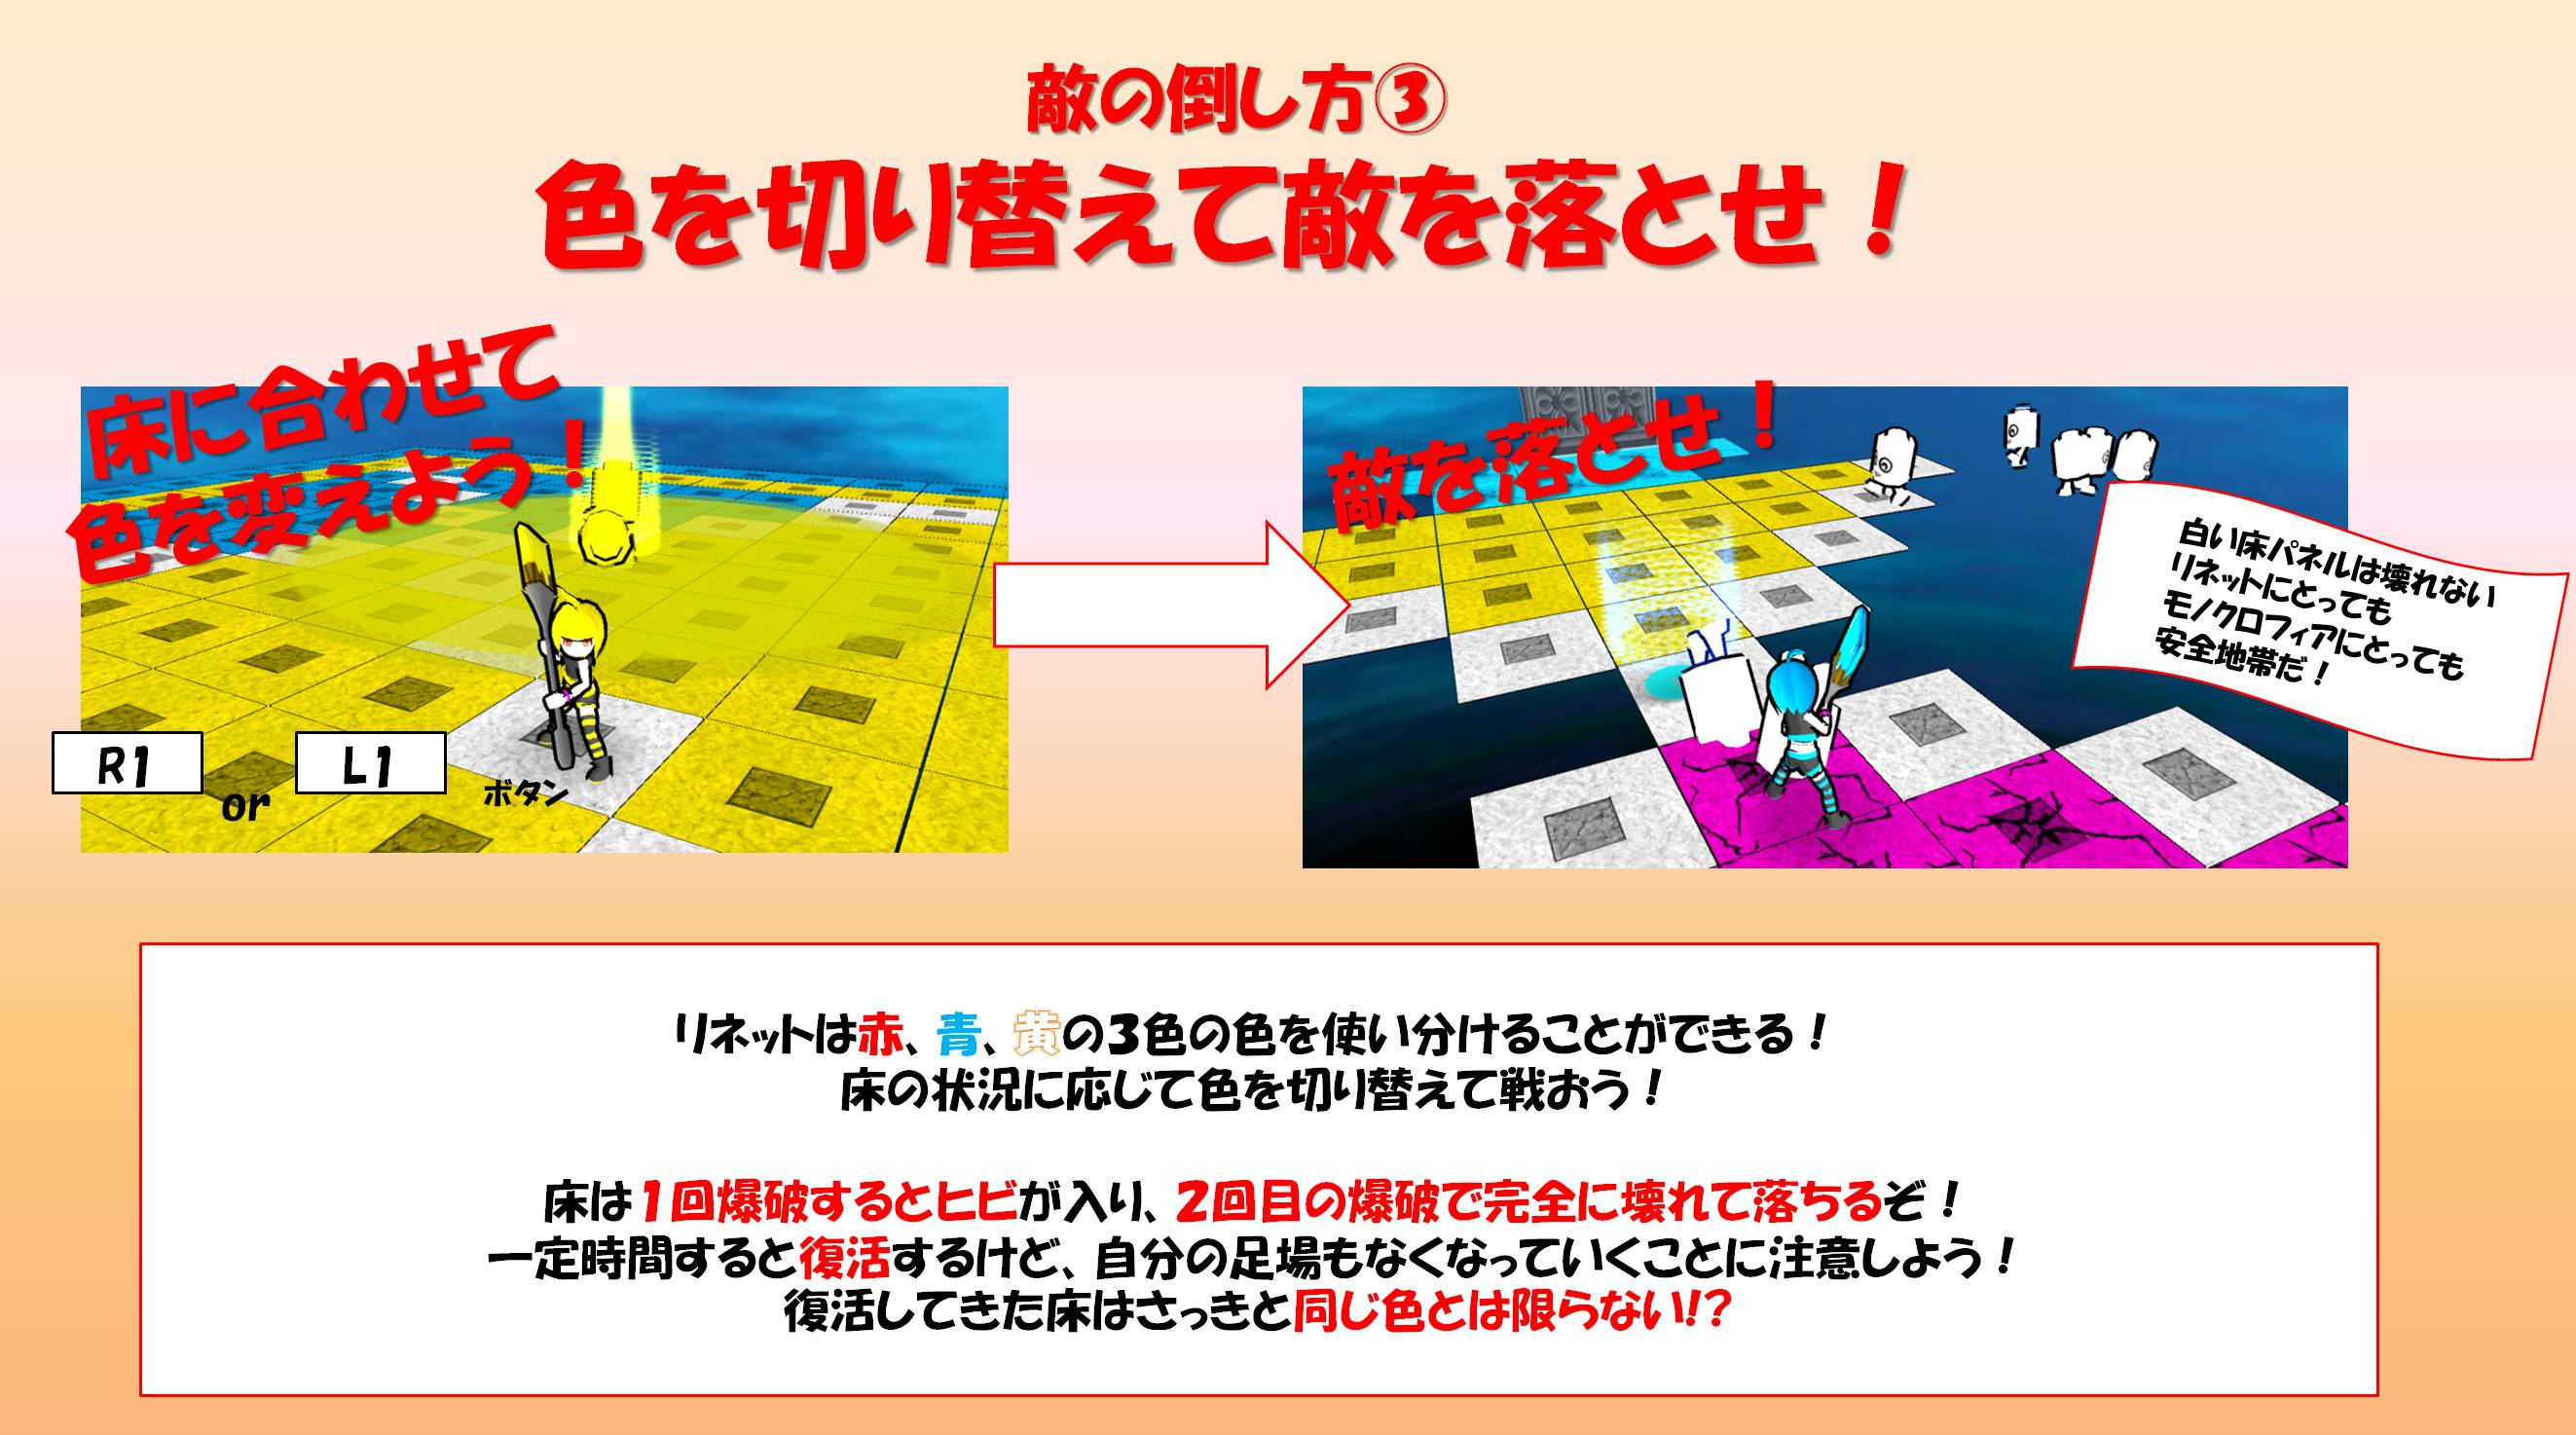 敵の倒し方③
色を切り替えて敵を落とせ！
床に合わせて
色を変えよう！
R1
or
L1
ボタン
敵を落とせ！
白い床パネルは壊れない
リネットにとっても
モノクロフィアにとっても
安全地帯だ！
リネットは赤、青、黄の3色の色を使い分けることができる！
床の状況に応じて色を切り替えて戦おう！
床は1回爆破するとヒビが入り、2回目の爆破で完全に壊れて落ちるぞ！
一定時間すると復活するけど、自分の足場もなくなっていくことに注意しよう！
復活してきた床はさっきと同じ色とは限らない!?